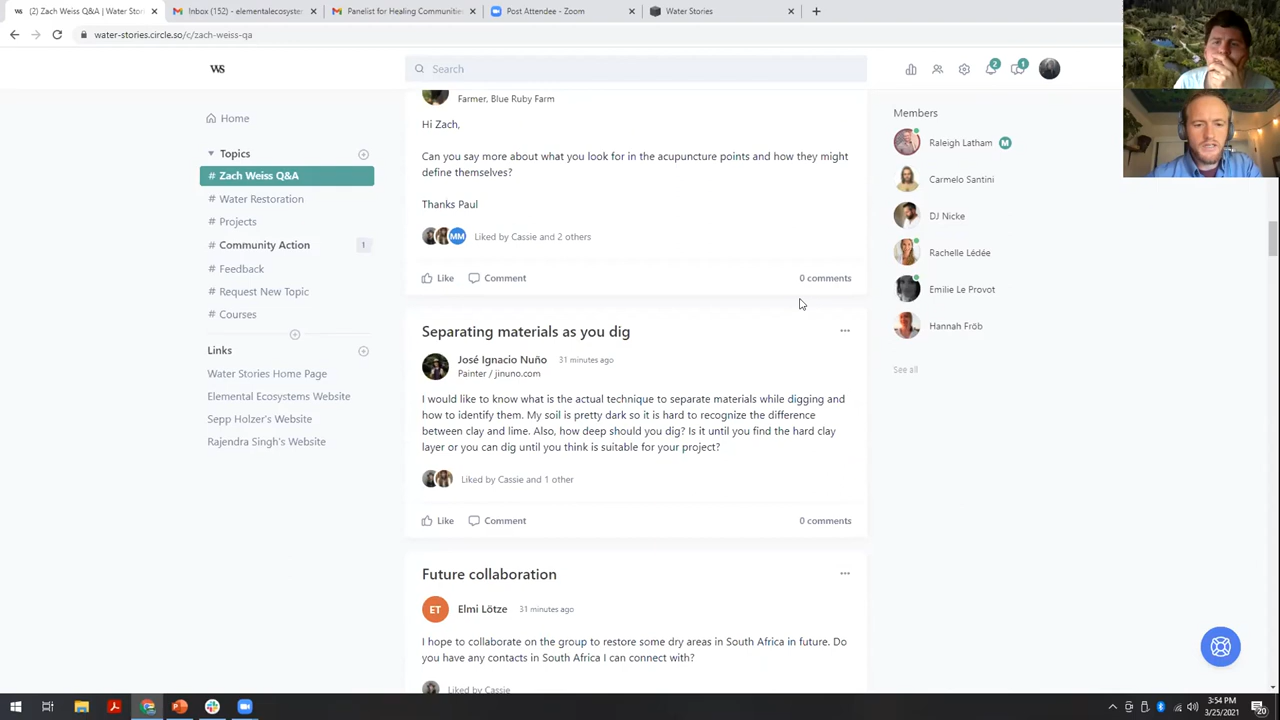 (2) Zach Weiss Q&A | Water Stori
Inbox (152) - elementalecosystem
Panelist for Healing Communities
Post Attendee - Zoom
Water Stories
water-stories.circle.so/c/zach-weiss-qa
WS
Search
2
1
Home
Topics
# Zach Weiss Q&A
# Water Restoration
# Projects
# Community Action
1
# Feedback
# Request New Topic
# Courses
Links
Water Stories Home Page
Elemental Ecosystems Website
Sepp Holzer's Website
Rajendra Singh's Website
Farmer, Blue Ruby Farm
Hi Zach,
Can you say more about what you look for in the acupuncture points and how they might
define themselves?
Thanks Paul
MM
Liked by Cassie and 2 others
Like
Comment
0 comments
Separating materials as you dig
José Ignacio Nuño
31 minutes ago
Painter / jinuno.com
I would like to know what is the actual technique to separate materials while digging and
how to identify them. My soil is pretty dark so it is hard to recognize the difference
between clay and lime. Also, how deep should you dig? Is it until you find the hard clay
layer or you can dig until you think is suitable for your project?
Liked by Cassie and 1 other
Like
Comment
0 comments
Future collaboration
ET
Elmi Lötze
31 minutes ago
I hope to collaborate on the group to restore some dry areas in South Africa in future. Do
you have any contacts in South Africa I can connect with?
Liked by Cassie
Members
Raleigh Latham
M
Carmelo Santini
DJ Nicke
Rachelle Lédée
Emilie Le Provot
Hannah Fröb
See all
3:54 PM
3/25/2021
20